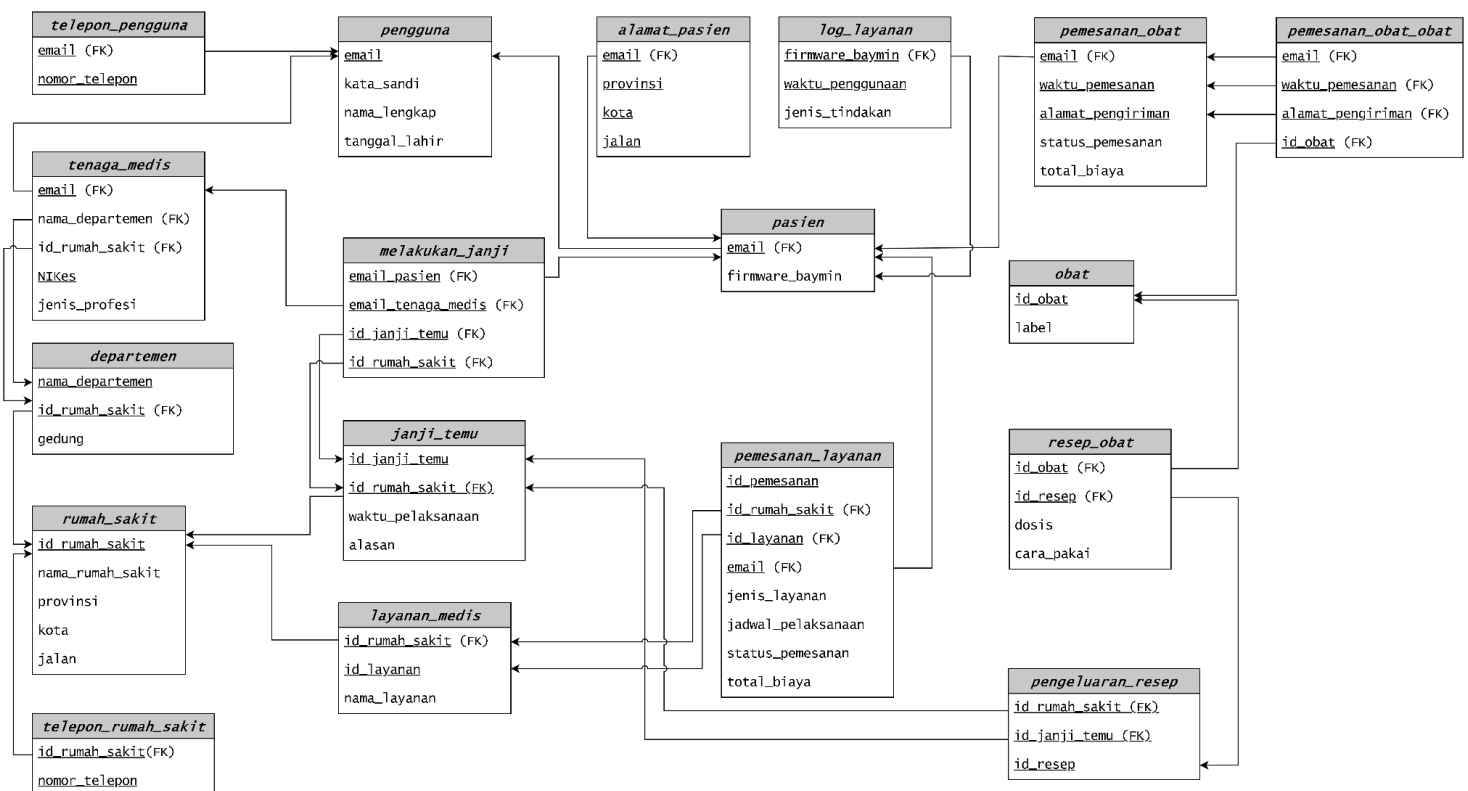 telepon_pengguna
email (FK)
nomor_telepon
pengguna
email
kata_sandi
nama_lengkap
tanggal_lahir
alamat_pasien
email (FK)
provinsi
kota
jalan
log_layanan
firmware_baymin (FK)
waktu_penggunaan
jenis_tindakan
pemesanan_obat
email (FK)
waktu_pemesanan
alamat_pengiriman
status_pemesanan
total_biaya
pemesanan_obat_obat
email (FK)
waktu_pemesanan (FK)
alamat_pengiriman (FK)
id_obat (FK)
tenaga_medis
email (FK)
nama_departemen (FK)
id_rumah_sakit (FK)
NIKes
jenis_profesi
melakukan_janji
email_pasien (FK)
email_tenaga_medis (FK)
id_janji_temu (FK)
id_rumah_sakit (FK)
pasien
email (FK)
firmware_baymin
obat
id_obat
label
departemen
nama_departemen
id_rumah_sakit (FK)
gedung
janji_temu
id_janji_temu
id_rumah_sakit (FK)
waktu_pelaksanaan
alasan
pemesanan_layanan
id_pemesanan
id_rumah_sakit (FK)
id_layanan (FK)
email (FK)
jenis_layanan
jadwal_pelaksanaan
status_pemesanan
total_biaya
resep_obat
id_obat (FK)
id_resep (FK)
dosis
cara_pakai
rumah_sakit
id_rumah_sakit
nama_rumah_sakit
provinsi
kota
jalan
layanan_medis
id_rumah_sakit (FK)
id_layanan
nama_layanan
pengeluaran_resep
id_rumah_sakit (FK)
id_janji_temu (FK)
id_resep
telepon_rumah_sakit
id_rumah_sakit(FK)
nomor_telepon